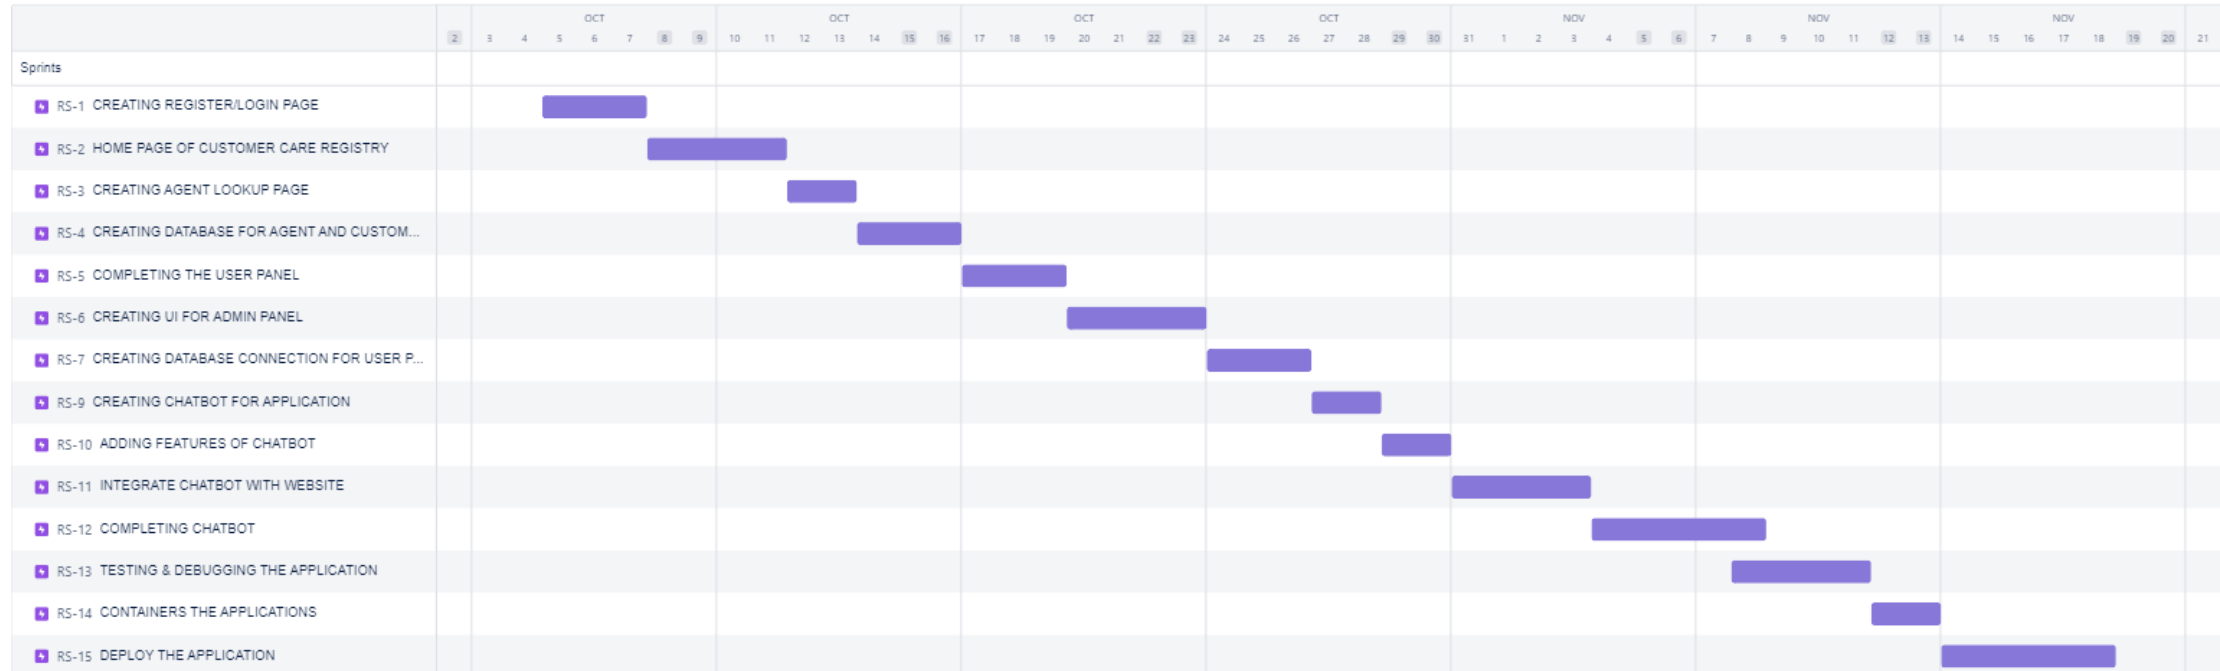 OCT OCT OCT OCT NOV NOV NOV
2 3 4 5 6 7 8 9 10 11 12 13 14 15 16 17 18 19 20 21 22 23 24 25 26 27 28 29 30 31 1 2 3 4 5 6 7 8 9 10 11 12 13 14 15 16 17 18 19 20 21
Sprints
RS-1 CREATING REGISTER/LOGIN PAGE
RS-2 HOME PAGE OF CUSTOMER CARE REGISTRY
RS-3 CREATING AGENT LOOKUP PAGE
RS-4 CREATING DATABASE FOR AGENT AND CUSTOM...
RS-5 COMPLETING THE USER PANEL
RS-6 CREATING UI FOR ADMIN PANEL
RS-7 CREATING DATABASE CONNECTION FOR USER P...
RS-9 CREATING CHATBOT FOR APPLICATION
RS-10 ADDING FEATURES OF CHATBOT
RS-11 INTEGRATE CHATBOT WITH WEBSITE
RS-12 COMPLETING CHATBOT
RS-13 TESTING & DEBUGGING THE APPLICATION
RS-14 CONTAINERS THE APPLICATIONS
RS-15 DEPLOY THE APPLICATION